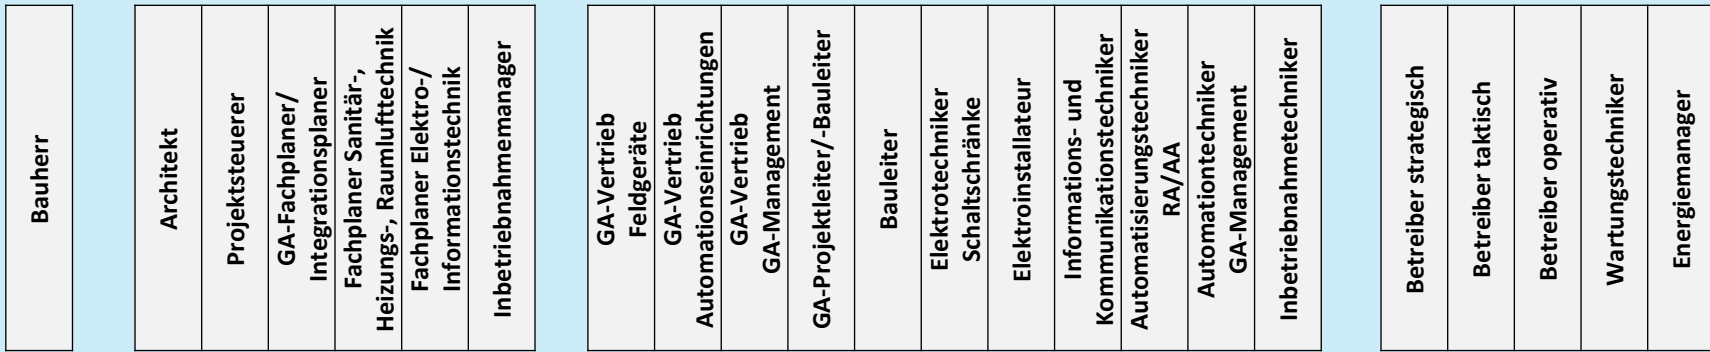 Bauherr
Architekt
Projektsteuerer
GA-Fachplaner/
Integrationsplaner
Fachplaner Sanitär-,
Heizungs-, Raumlufttechnik
Fachplaner Elektro-/
Informationstechnik
Inbetriebnahmemanager
GA-Vertrieb
Feldgeräte
GA-Vertrieb
Automationseinrichtungen
GA-Vertrieb
GA-Management
GA-Projektleiter/-Bauleiter
Bauleiter
Elektrotechniker
Schaltschränke
Elektroinstallateur
Informations- und
Kommunikationstechniker
Automatisierungstechniker
RA/AA
Automationtechniker
GA-Management
Inbetriebnahmetechniker
Betreiber strategisch
Betreiber taktisch
Betreiber operativ
Wartungstechniker
Energiemanager